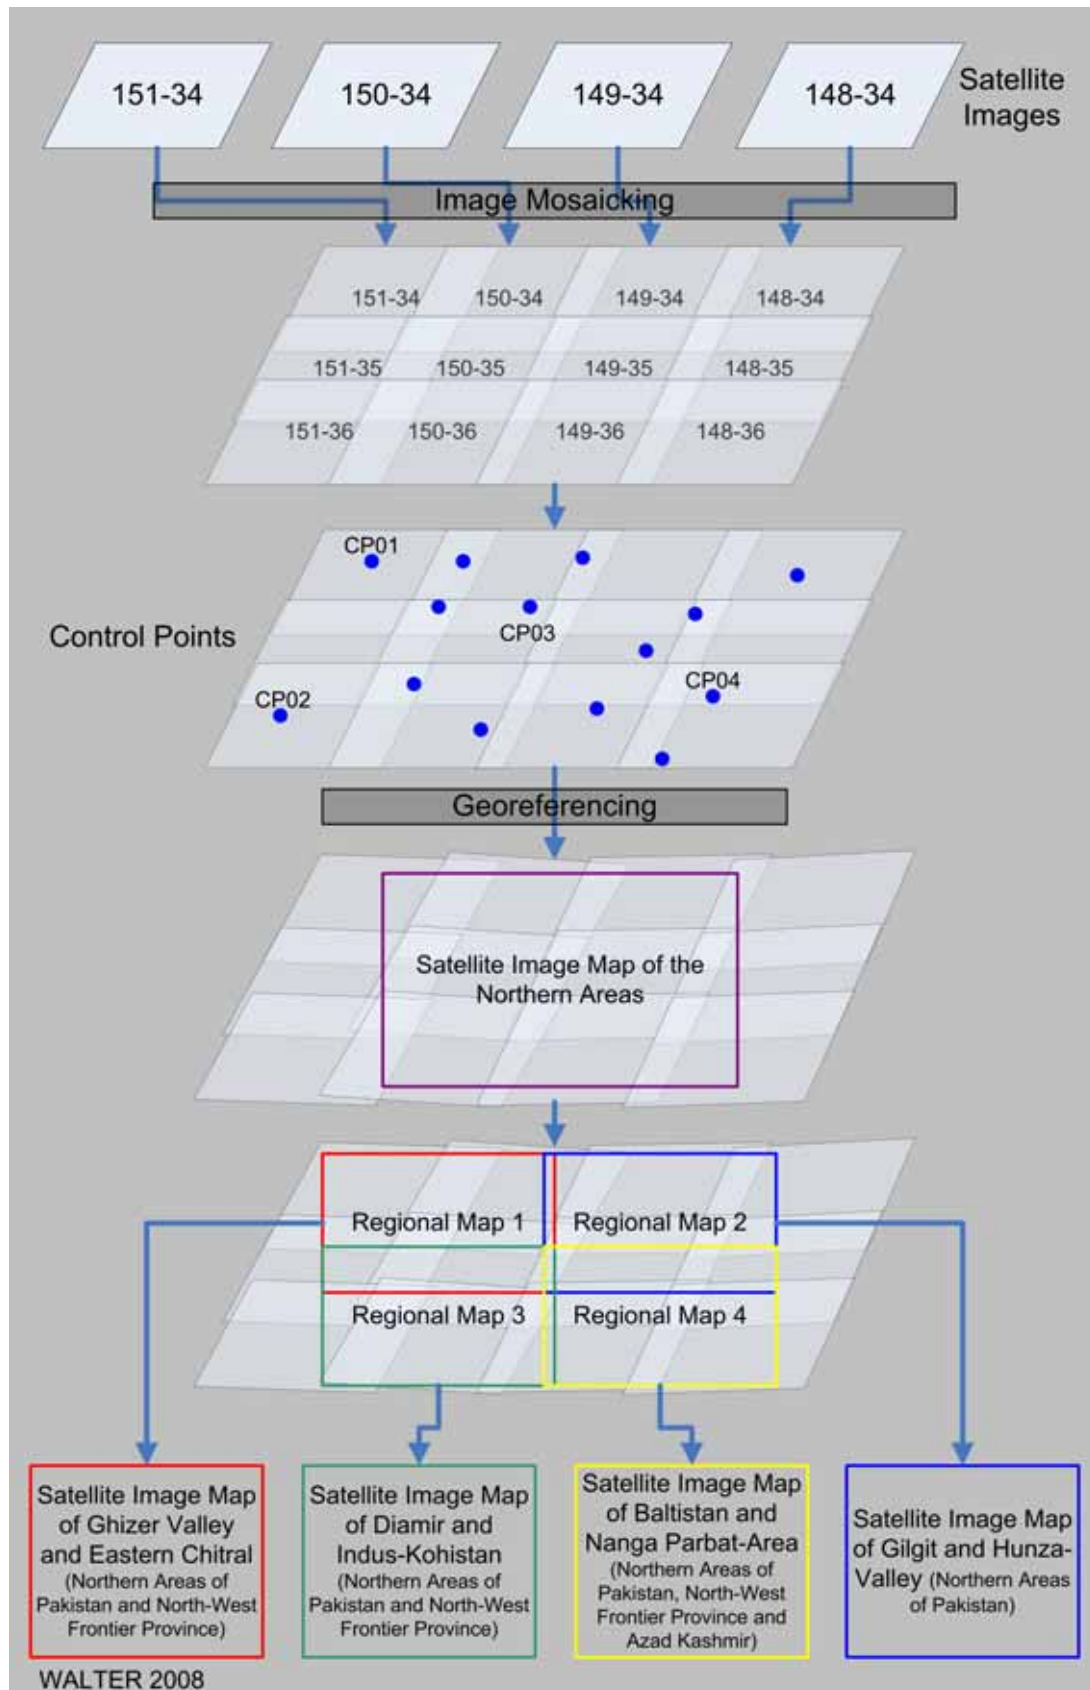 151-34
150-34
149-34
148-34
Satellite
Images
Image Mosaicking
151-34
150-34
149-34
148-34
151-35
150-35
149-35
148-35
151-36
150-36
149-36
148-36
CP01
CP03
Control Points
CP04
CP02
Georeferencing
Satellite Image Map of the
Northern Areas
Regional Map 1
Regional Map 2
Regional Map 3
Regional Map 4
Satellite Image Map
of Ghizer Valley
and Eastern Chitral
(Northern Areas of
Pakistan and North-West
Frontier Province)
Satellite Image Map
of Diamir and
Indus-Kohistan
(Northern Areas of
Pakistan and North-West
Frontier Province)
Satellite Image Map
of Baltistan and
Nanga Parbat-Area
(Northern Areas of
Pakistan, North-West
Frontier Province and
Azad Kashmir)
Satellite Image Map
of Gilgit and Hunza-
Valley (Northern Areas
of Pakistan)
WALTER 2008